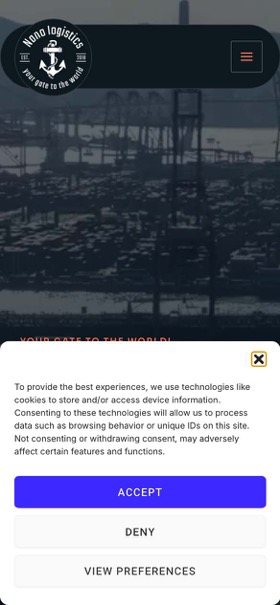 Nano logistics
EST. 2018
your gate to the world
YOUR GATE TO THE WORLD!
To provide the best experiences, we use technologies like
cookies to store and/or access device information.
Consenting to these technologies will allow us to process
data such as browsing behavior or unique IDs on this site.
Not consenting or withdrawing consent, may adversely
affect certain features and functions.
ACCEPT
DENY
VIEW PREFERENCES